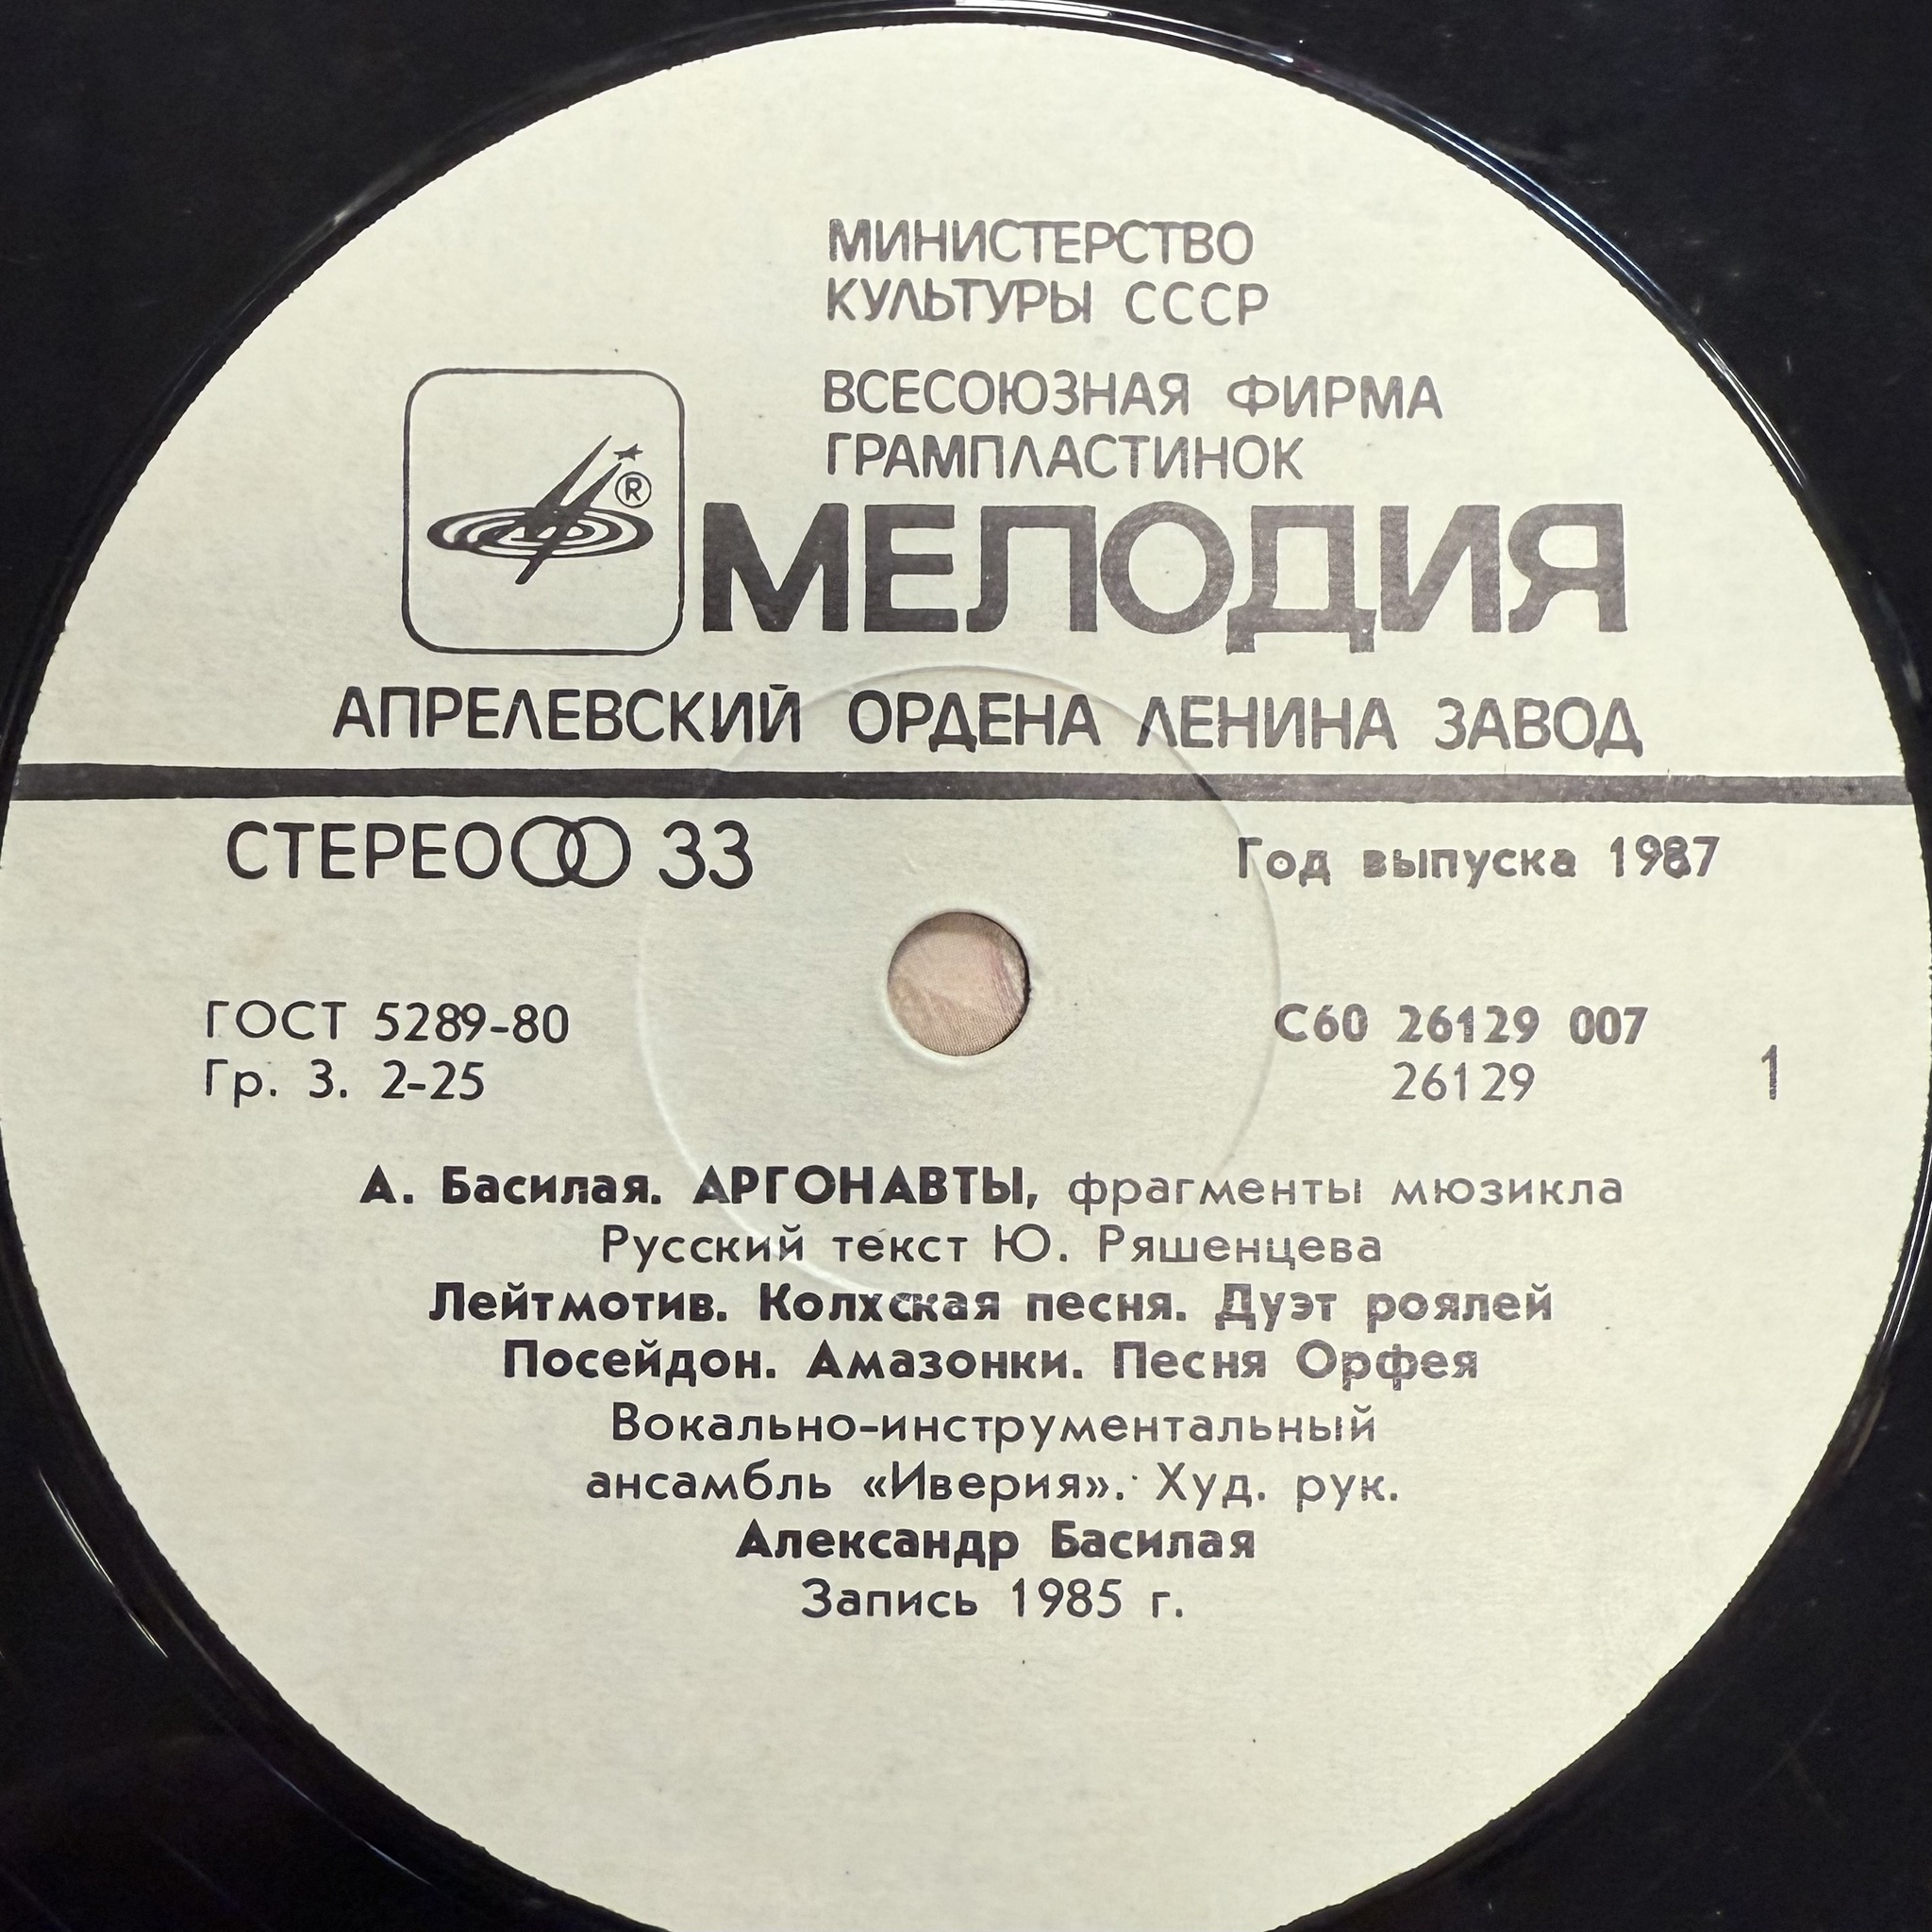 МИНИСТЕРСТВО
КУЛЬТУРЫ СССР
ВСЕСОЮЗНАЯ ФИРМА
ГРАМПЛАСТИНОК
®
МЕЛОДИЯ
АПРЕЛЕВСКИЙ ОРДЕНА ЛЕНИНА ЗАВОД
СТЕРЕО 33
Год выпуска 1987
ГОСТ 5289-80
Гр. 3. 2-25
С60 26129 007
26129
1
А. Басилая. АРГОНАВТЫ, фрагменты мюзикла
Русский текст Ю. Ряшенцева
Лейтмотив. Колхская песня. Дуэт роялей
Посейдон. Амазонки. Песня Орфея
Вокально-инструментальный
ансамбль «Иверия». Худ. рук.
Александр Басилая
Запись 1985 г.